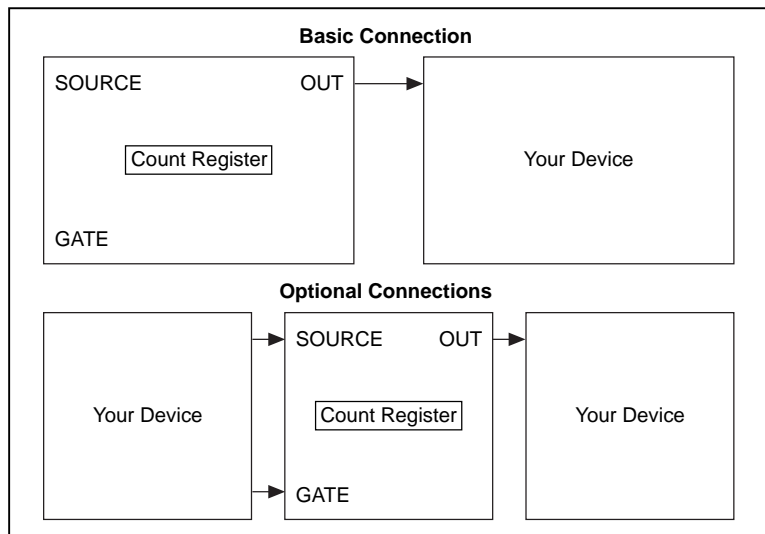 Basic Connection
SOURCE OUT
Count Register
Your Device
GATE
Optional Connections
SOURCE OUT
Your Device
Count Register
Your Device
GATE